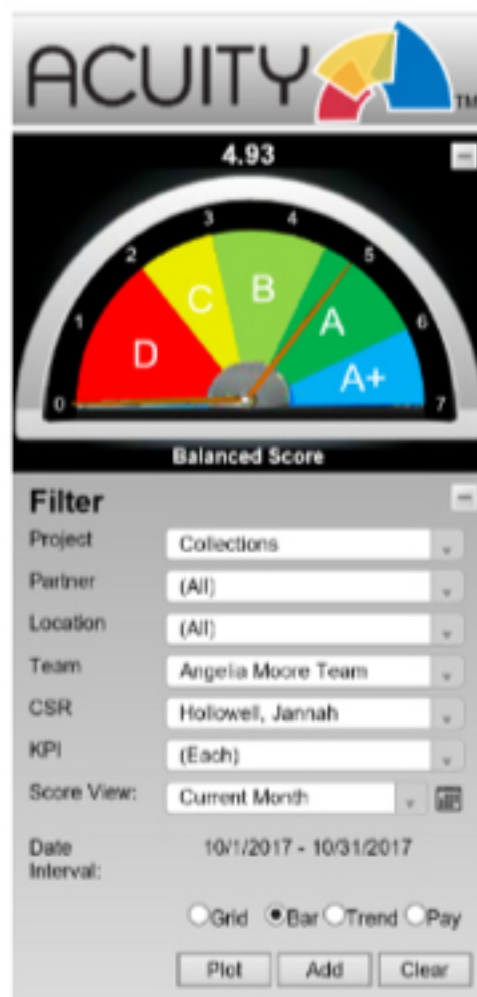 ACUITY TM
4.93
0 1 2 3 4 5 6 7
D C B A A+
Balanced Score
Filter
Project Collections
Partner (All)
Location (All)
Team Angelia Moore Team
CSR Hollowell, Jannah
KPI (Each)
Score View: Current Month
Date Interval: 10/1/2017 - 10/31/2017
Grid Bar Trend Pay
Plot Add Clear